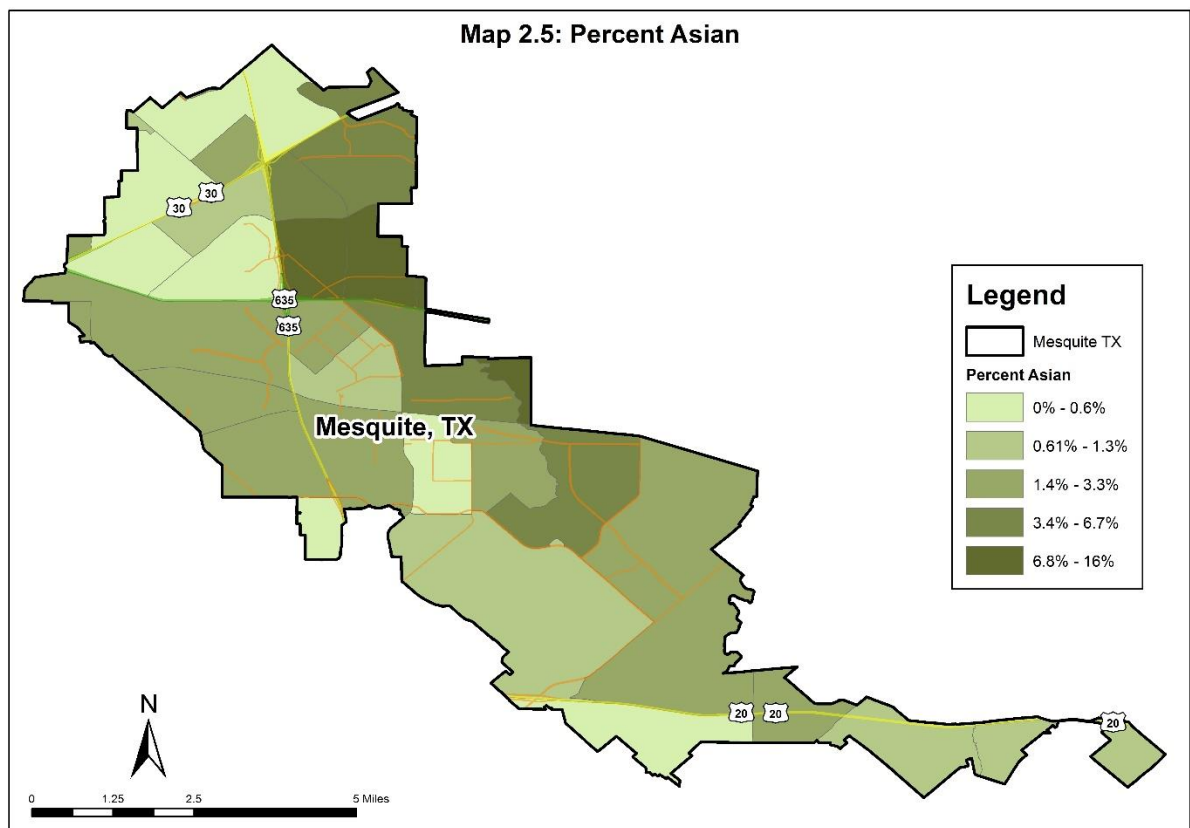 Map 2.5: Percent Asian
30
30
635
635
Mesquite, TX
20
20
20
Legend
Mesquite TX
Percent Asian
0% - 0.6%
0.61% - 1.3%
1.4% - 3.3%
3.4% - 6.7%
6.8% - 16%
N
0 1.25 2.5 5 Miles